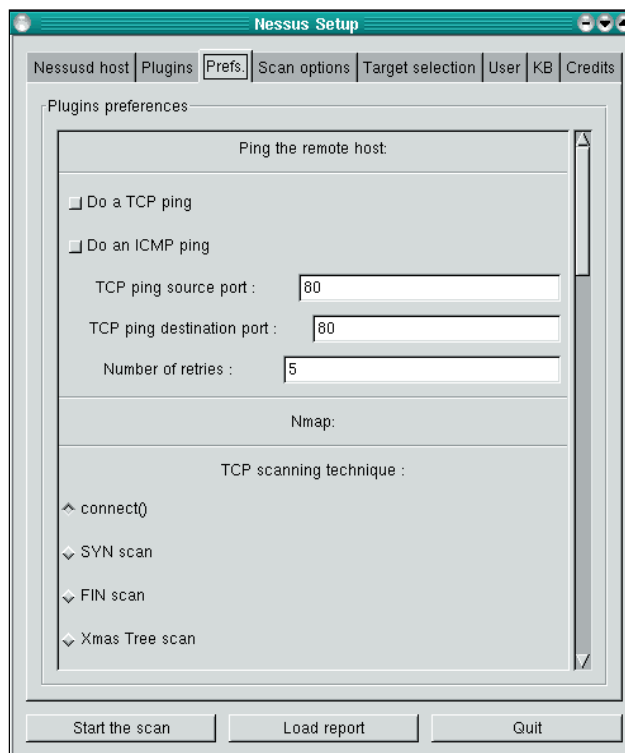 Nessus Setup
Nessusd host Plugins Prefs. Scan options Target selection User KB Credits
Plugins preferences
Ping the remote host:
Do a TCP ping
Do an ICMP ping
TCP ping source port : 80
TCP ping destination port : 80
Number of retries : 5
Nmap:
TCP scanning technique :
connect()
SYN scan
FIN scan
Xmas Tree scan
Start the scan Load report Quit